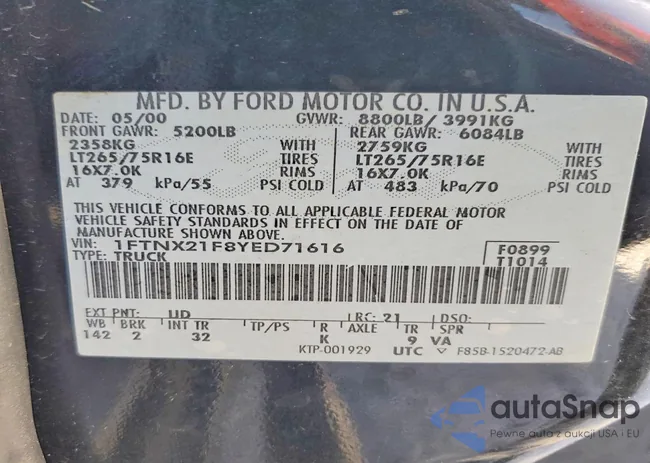 MFD. BY FORD MOTOR CO. IN U.S.A.
DATE: 05/00 GVWR: 8800LB/ 3991KG
FRONT GAWR: 5200LB REAR GAWR: 6084LB
2358KG WITH 2759KG WITH
LT265/75R16E TIRES LT265/75R16E TIRES
16X7.0K RIMS 16X7.0K RIMS
AT 379 kPa/55 PSI COLD AT 483 kPa/70 PSI COLD
THIS VEHICLE CONFORMS TO ALL APPLICABLE FEDERAL MOTOR
VEHICLE SAFETY STANDARDS IN EFFECT ON THE DATE OF
MANUFACTURE SHOWN ABOVE.
VIN: 1FTNX21F8YED71616 F0899
TYPE: TRUCK T1014
EXT PNT: UD RC: 21 DSO:
WB BRK INT TR TP/PS R AXLE TR SPR
142 2 32 K 9 VA
KTP-001929 UTC F85B-1520472-AB
autoSnap
Pewne auta z aukcji USA i EU